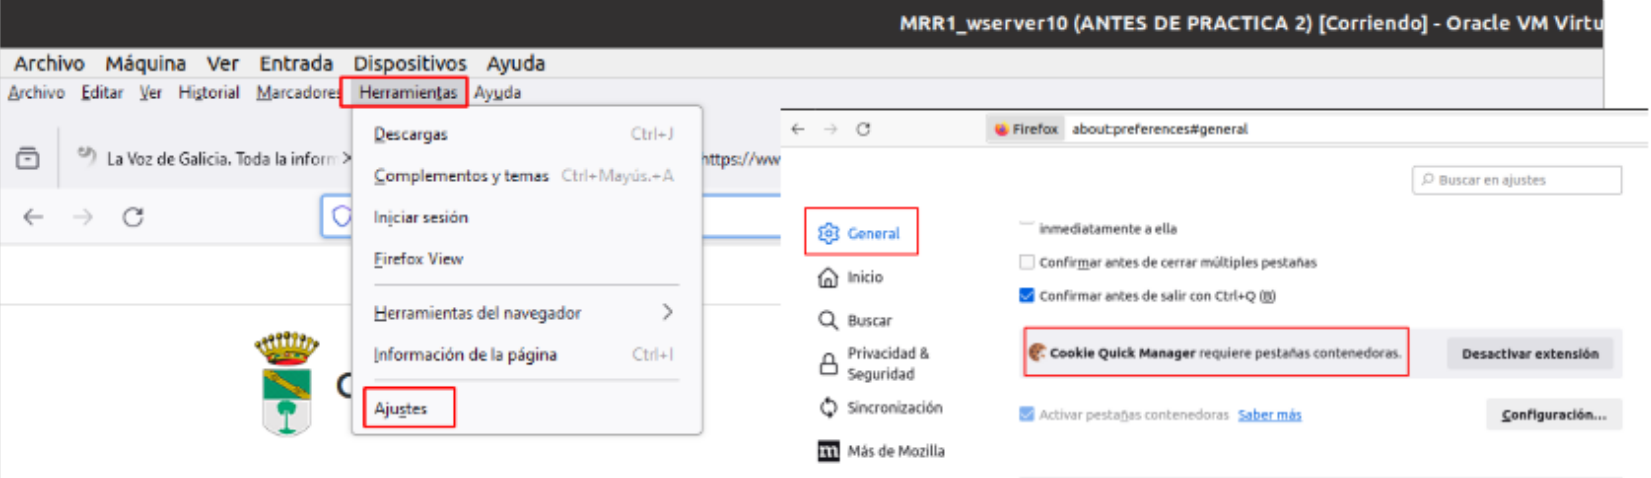 MRR1_wserver10 (ANTES DE PRACTICA 2) [Corriendo] - Oracle VM Virtu
Archivo Máquina Ver Entrada Dispositivos Ayuda
Archivo Editar Ver Historial Marcadores Herramientas Ayuda
La Voz de Galicia. Toda la inform
https://www
Descargas Ctrl+J
Complementos y temas Ctrl+Mayús.+A
Iniciar sesión
Firefox View
Herramientas del navegador
Información de la página Ctrl+I
Ajustes
C
Firefox about:preferences#general
Buscar en ajustes
General
Inicio
Buscar
Privacidad &
Seguridad
Sincronización
Más de Mozilla
inmediatamente a ella
Confirmar antes de cerrar múltiples pestañas
Confirmar antes de salir con Ctrl+Q (B)
Cookie Quick Manager requiere pestañas contenedoras. Desactivar extensión
Activar pestañas contenedoras Saber más Configuración...